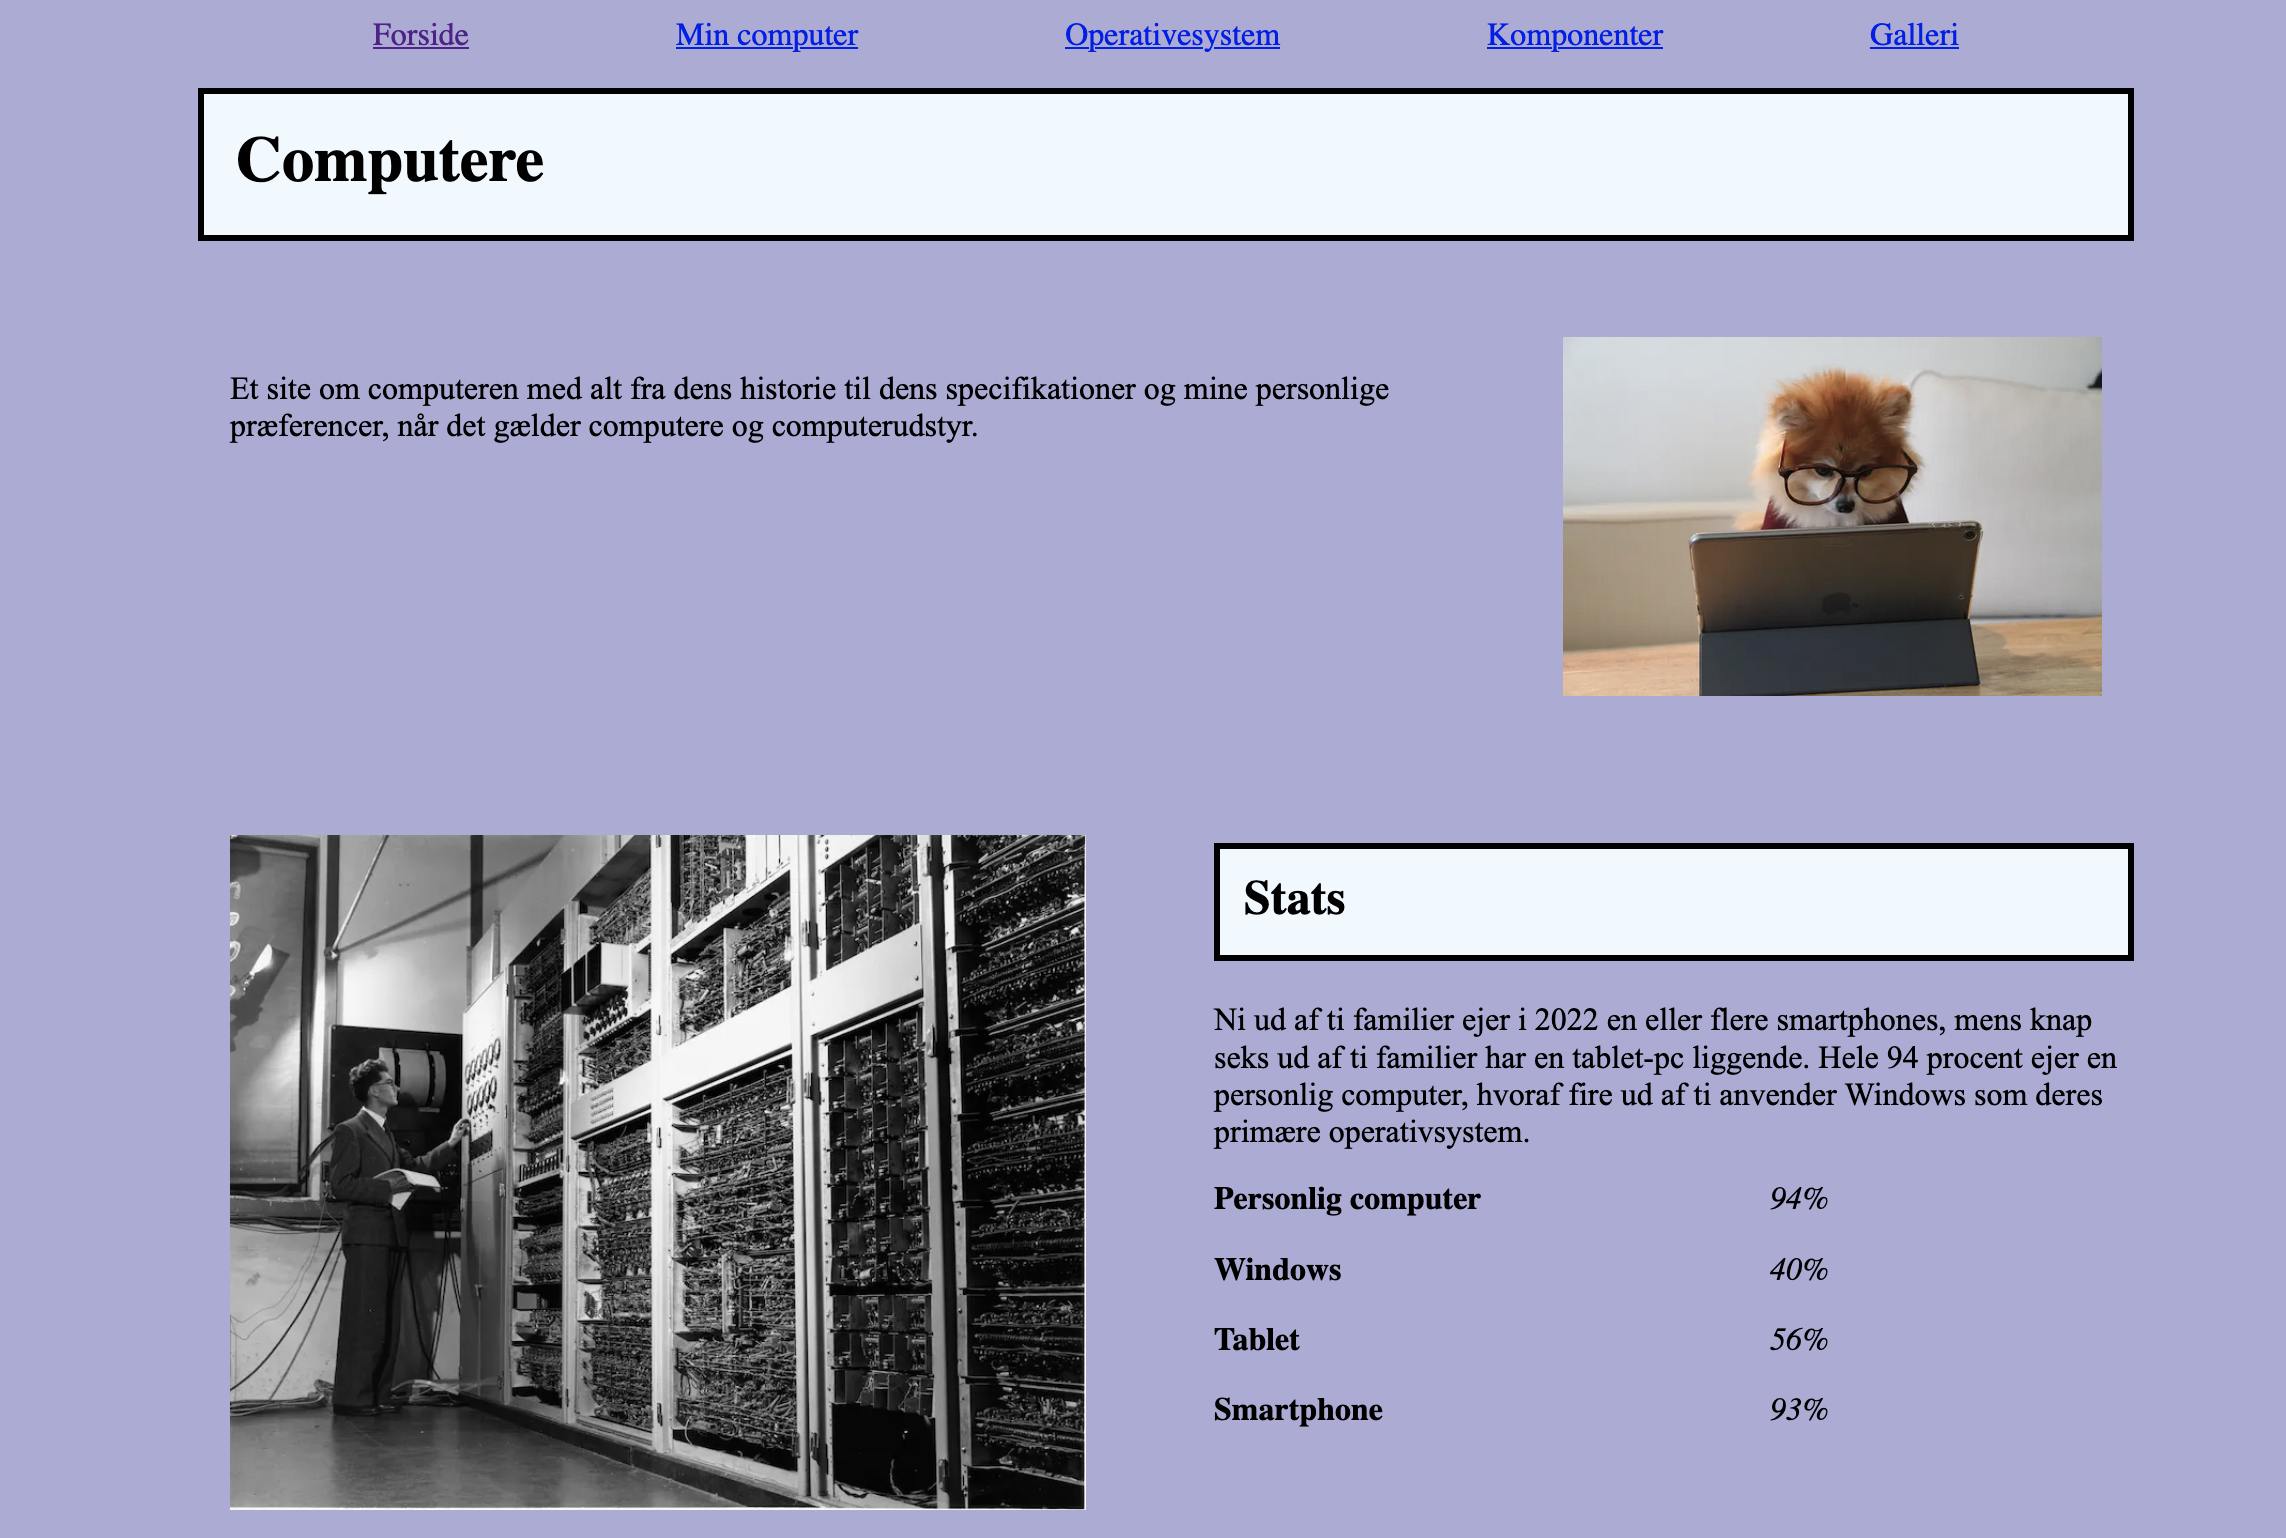 Forside Min computer Operativesystem Komponenter Galleri
Computere
Et site om computeren med alt fra dens historie til dens specifikationer og mine personlige
præferencer, når det gælder computere og computerudstyr.
Stats
Ni ud af ti familier ejer i 2022 en eller flere smartphones, mens knap
seks ud af ti familier har en tablet-pc liggende. Hele 94 procent ejer en
personlig computer, hvoraf fire ud af ti anvender Windows som deres
primære operativsystem.
Personlig computer 94%
Windows 40%
Tablet 56%
Smartphone 93%